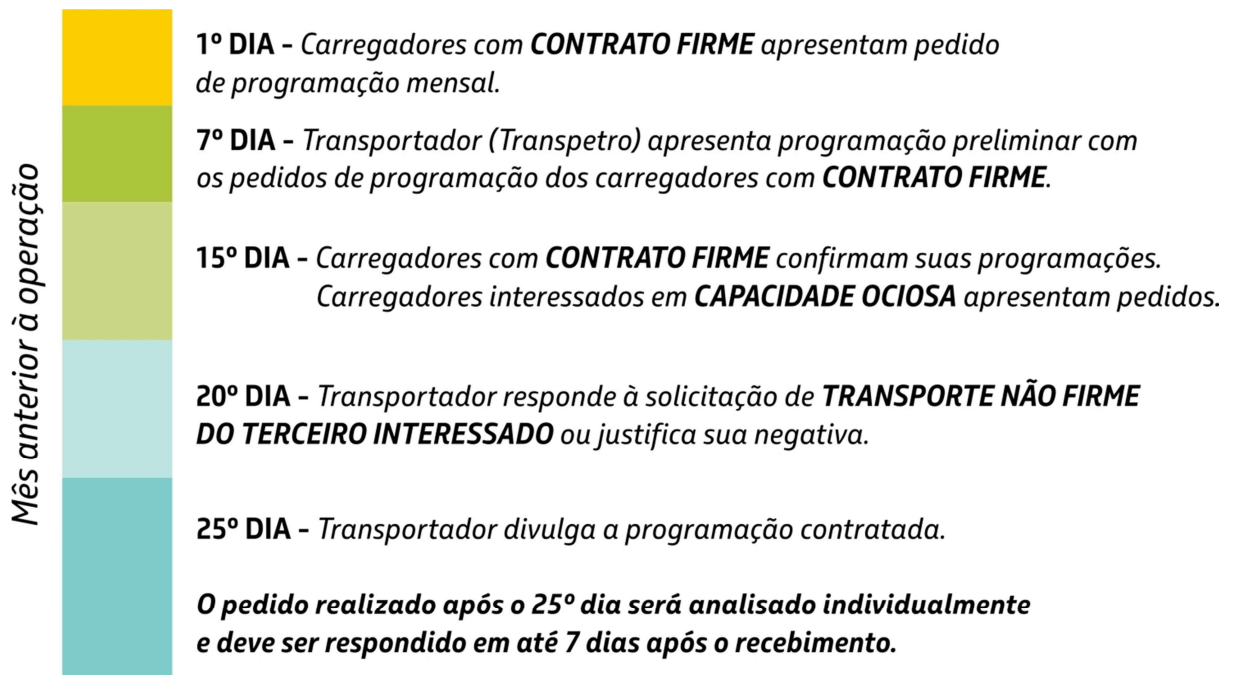 Mês anterior à operação
1º DIA - Carregadores com CONTRATO FIRME apresentam pedido
de programação mensal.
7º DIA - Transportador (Transpetro) apresenta programação preliminar com
os pedidos de programação dos carregadores com CONTRATO FIRME.
15º DIA - Carregadores com CONTRATO FIRME confirmam suas programações.
Carregadores interessados em CAPACIDADE OCIOSA apresentam pedidos.
20º DIA - Transportador responde à solicitação de TRANSPORTE NÃO FIRME
DO TERCEIRO INTERESSADO ou justifica sua negativa.
25º DIA - Transportador divulga a programação contratada.
O pedido realizado após o 25º dia será analisado individualmente
e deve ser respondido em até 7 dias após o recebimento.